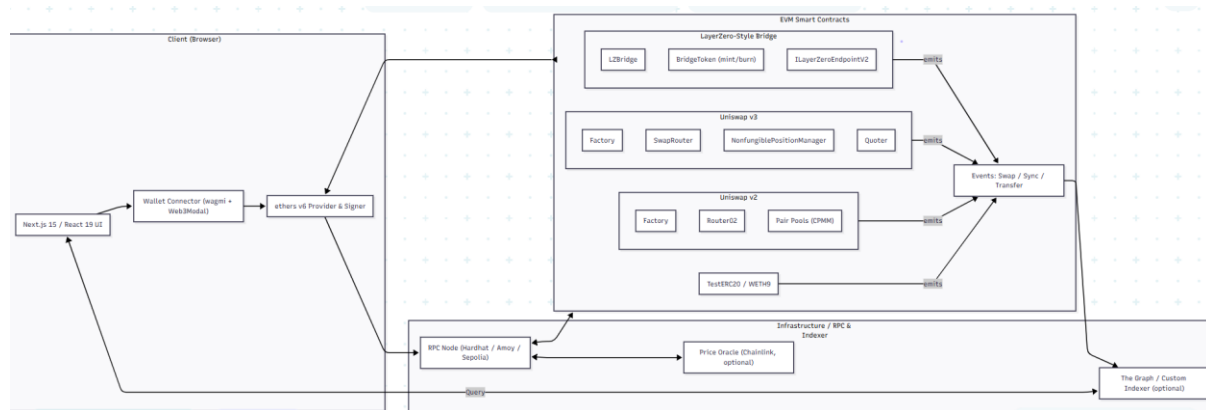 Client (Browser)
Next.js 15 / React 19 UI
Wallet Connector (wagmi +
Web3Modal)
ethers v6 Provider & Signer
EVM Smart Contracts
LayerZero-Style Bridge
LZBridge
BridgeToken (mint/burn)
ILayerZeroEndpointV2
emits
Uniswap v3
Factory
SwapRouter
NonfungiblePositionManager
Quoter
emits
Events: Swap / Sync /
Transfer
Uniswap v2
Factory
Router02
Pair Pools (CPMM)
emits
TestERC20 / WETH9
emits
Infrastructure / RPC &
Indexer
RPC Node (Hardhat / Amoy /
Sepolia)
Price Oracle (Chainlink,
optional)
The Graph / Custom
Indexer (optional)
Query